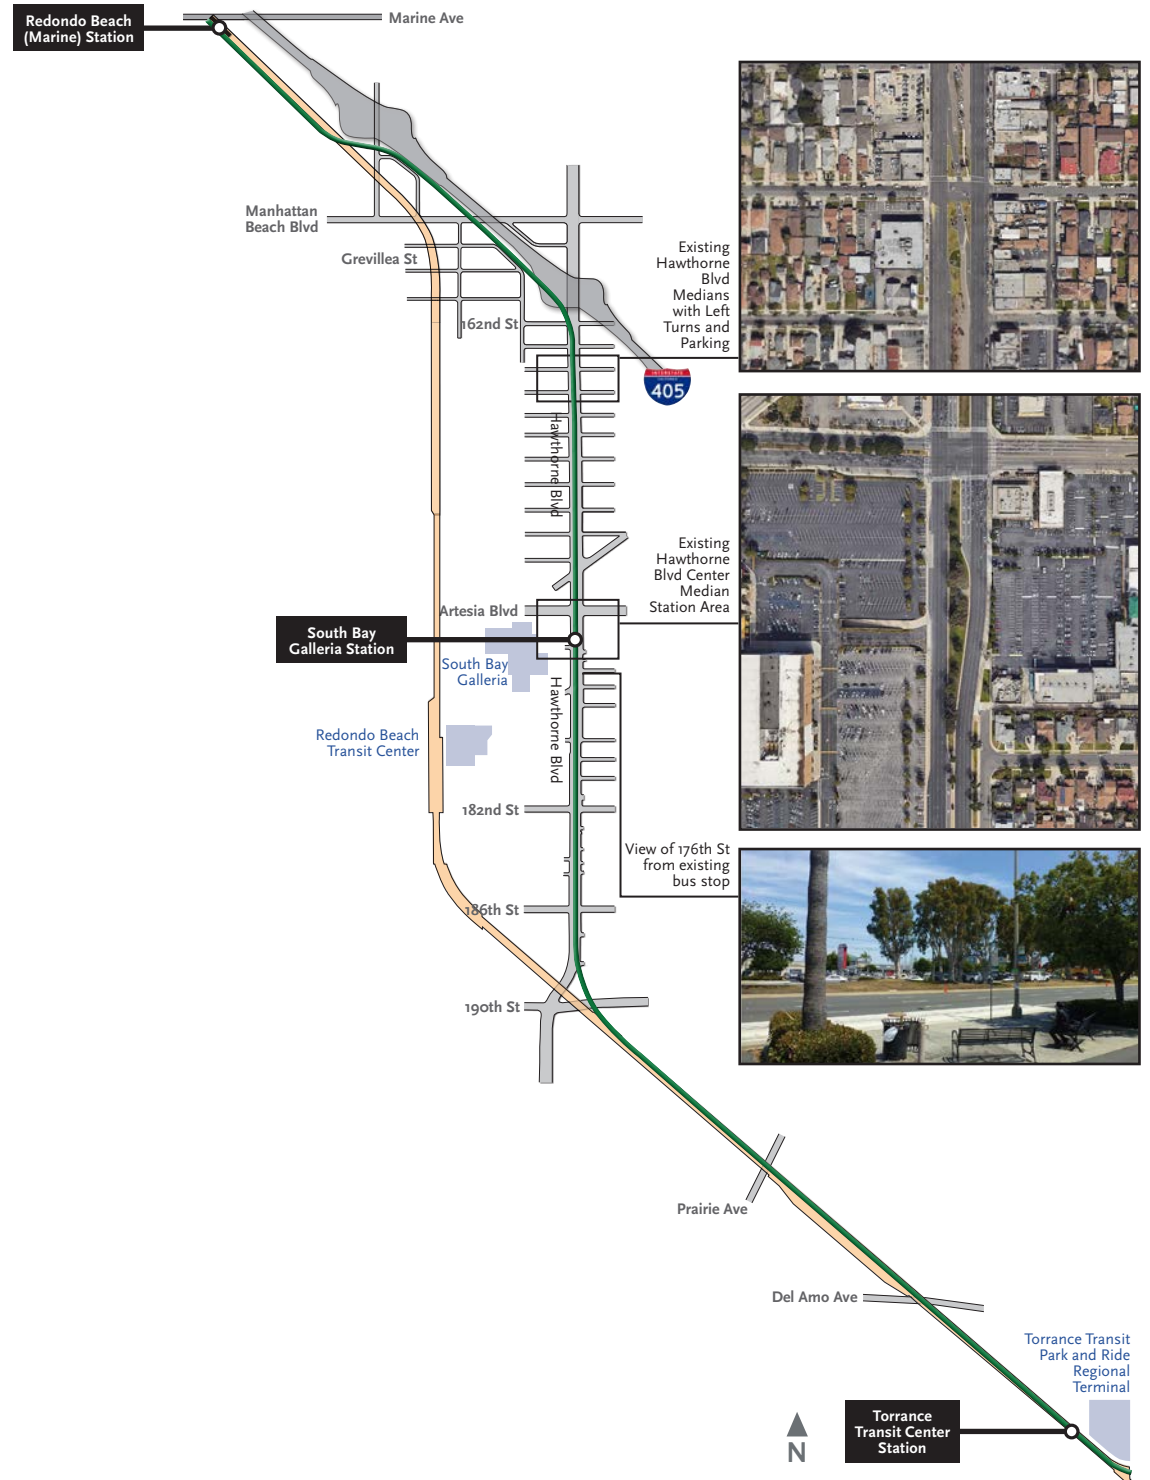 Redondo Beach
(Marine) Station
Marine Ave
Manhattan
Beach Blvd
Grevillea St
162nd St
Existing
Hawthorne
Blvd
Medians
with Left
Turns and
Parking
INTERSTATE
CALIFORNIA
405
Hawthorne Blvd
Existing
Hawthorne
Blvd Center
Median
Station Area
Artesia Blvd
South Bay
Galleria Station
South Bay
Galleria
Hawthorne Blvd
Redondo Beach
Transit Center
182nd St
View of 176th St
from existing
bus stop
186th St
190th St
Prairie Ave
Del Amo Ave
Torrance Transit
Park and Ride
Regional
Terminal
Torrance
Transit Center
Station
N